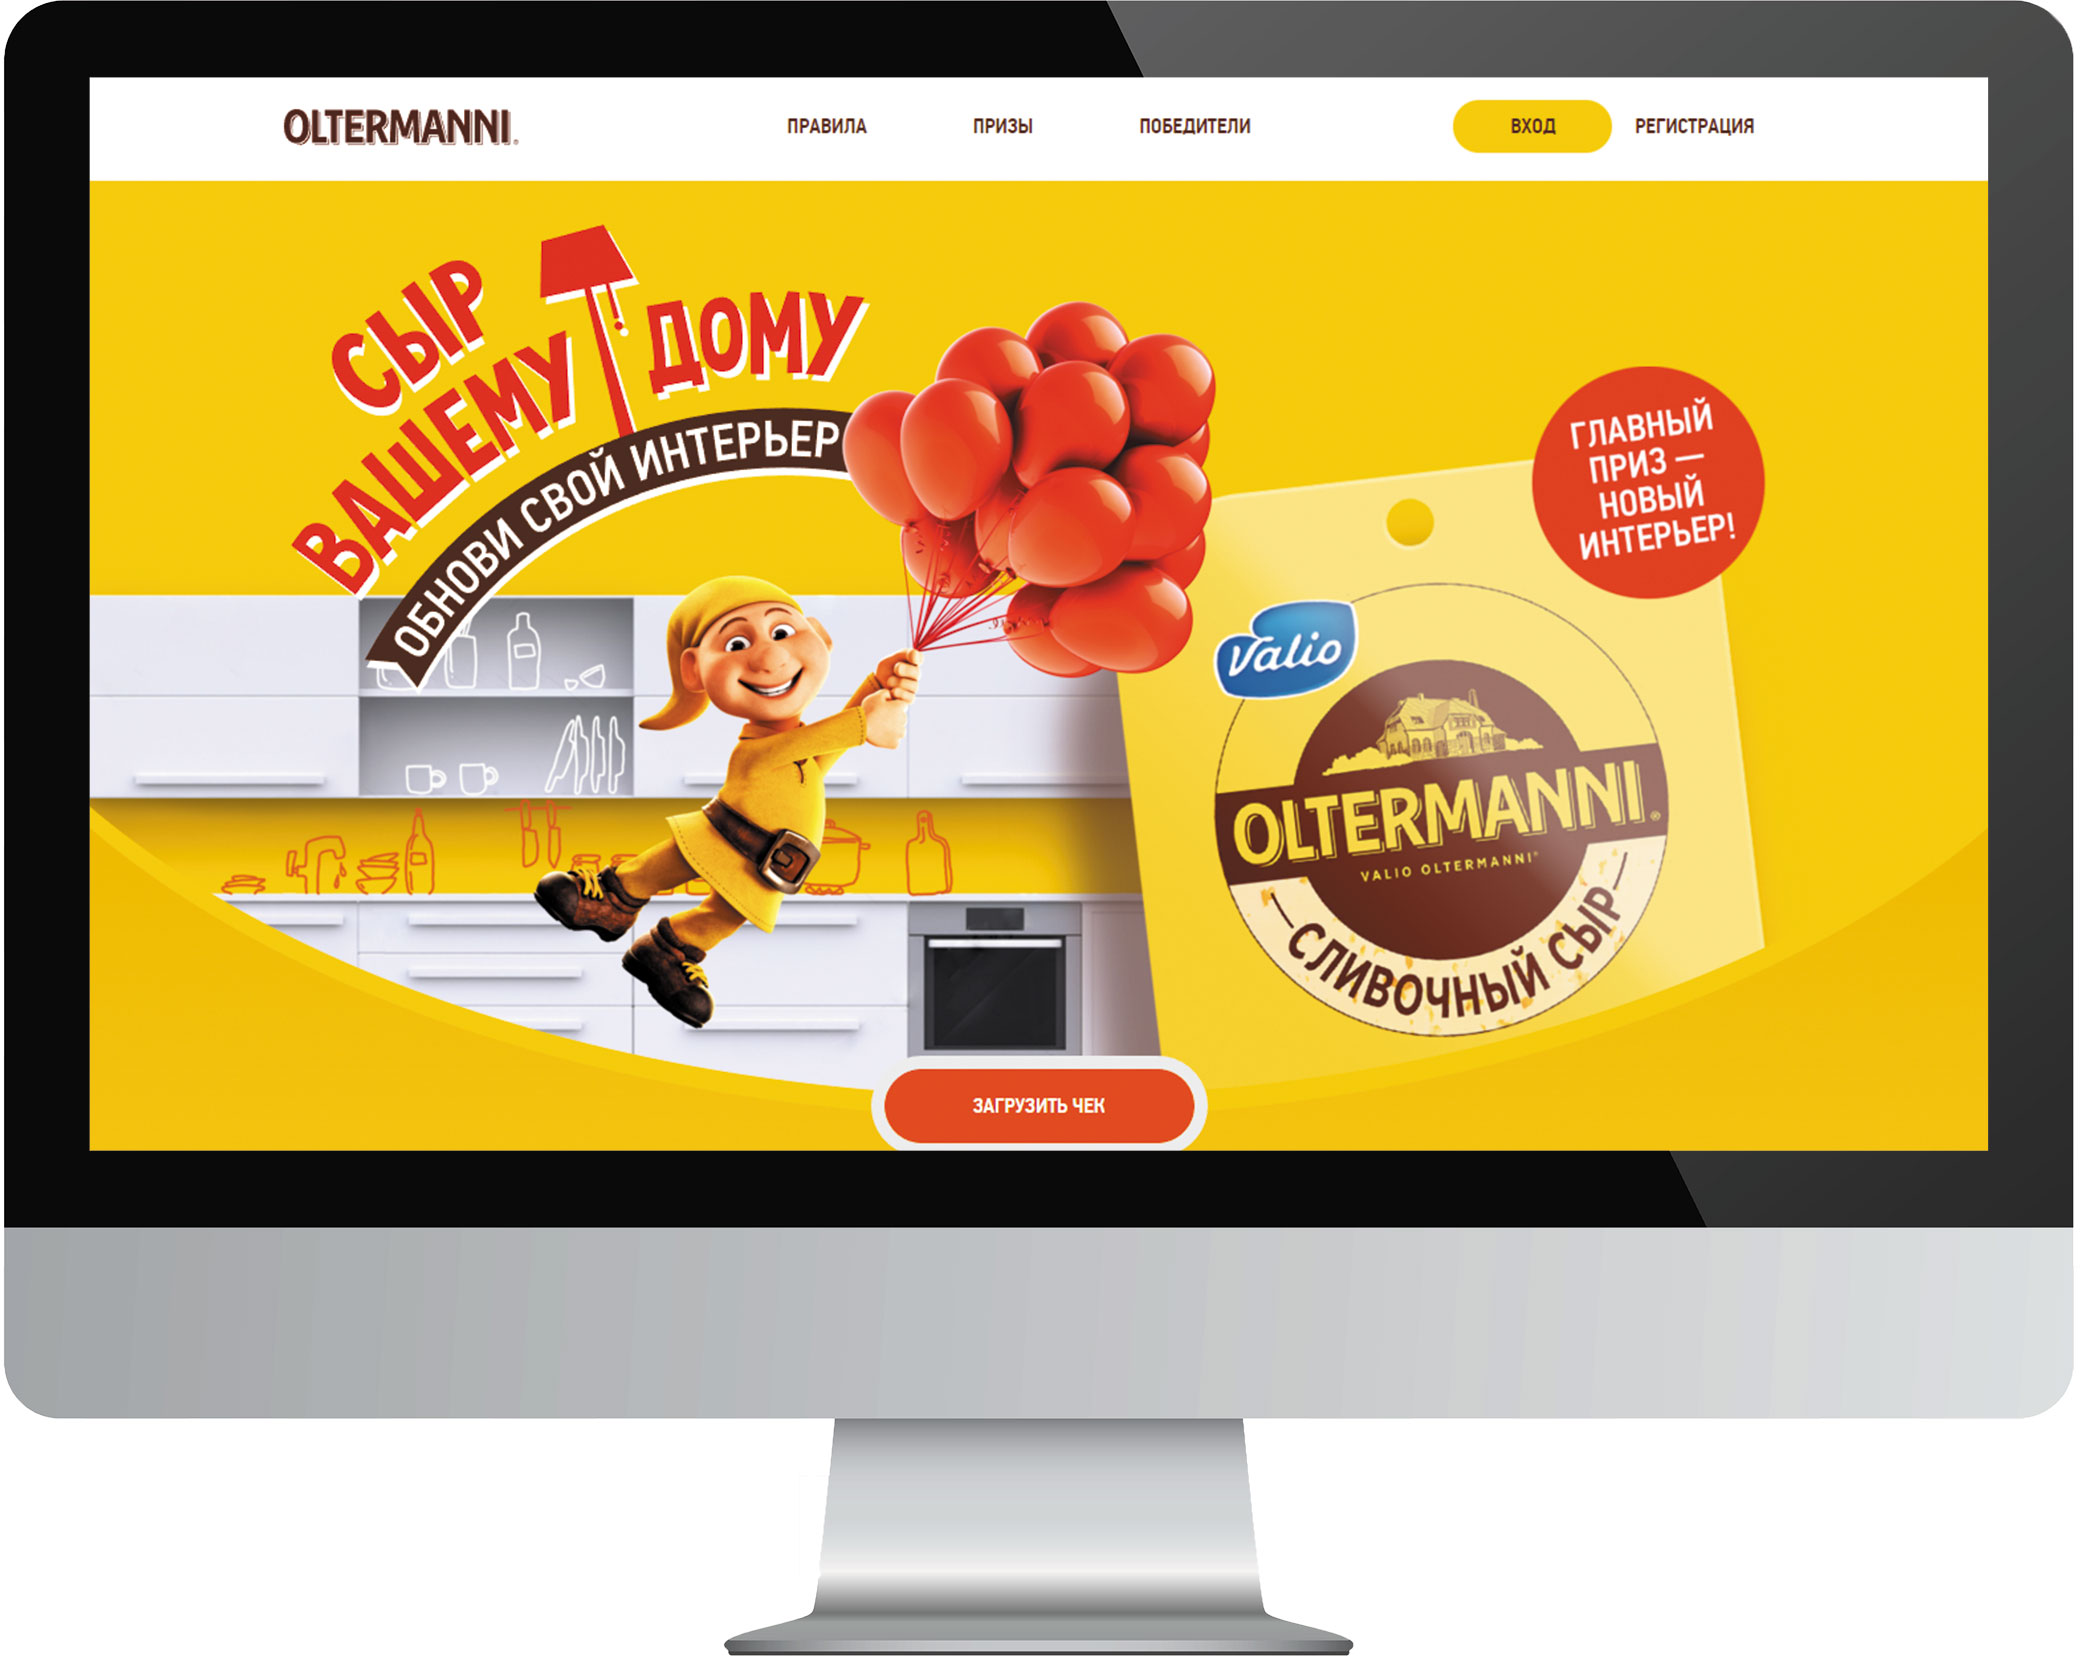 OLTERMANNI®
ПРАВИЛА
ПРИЗЫ
ПОБЕДИТЕЛИ
ВХОД
РЕГИСТРАЦИЯ
СЫР
ВАШЕМУ ДОМУ
ОБНОВИ СВОЙ ИНТЕРЬЕР
ГЛАВНЫЙ
ПРИЗ —
НОВЫЙ
ИНТЕРЬЕР!
Valio
OLTERMANNI®
VALIO OLTERMANNI®
СЛИВОЧНЫЙ СЫР
ЗАГРУЗИТЬ ЧЕК